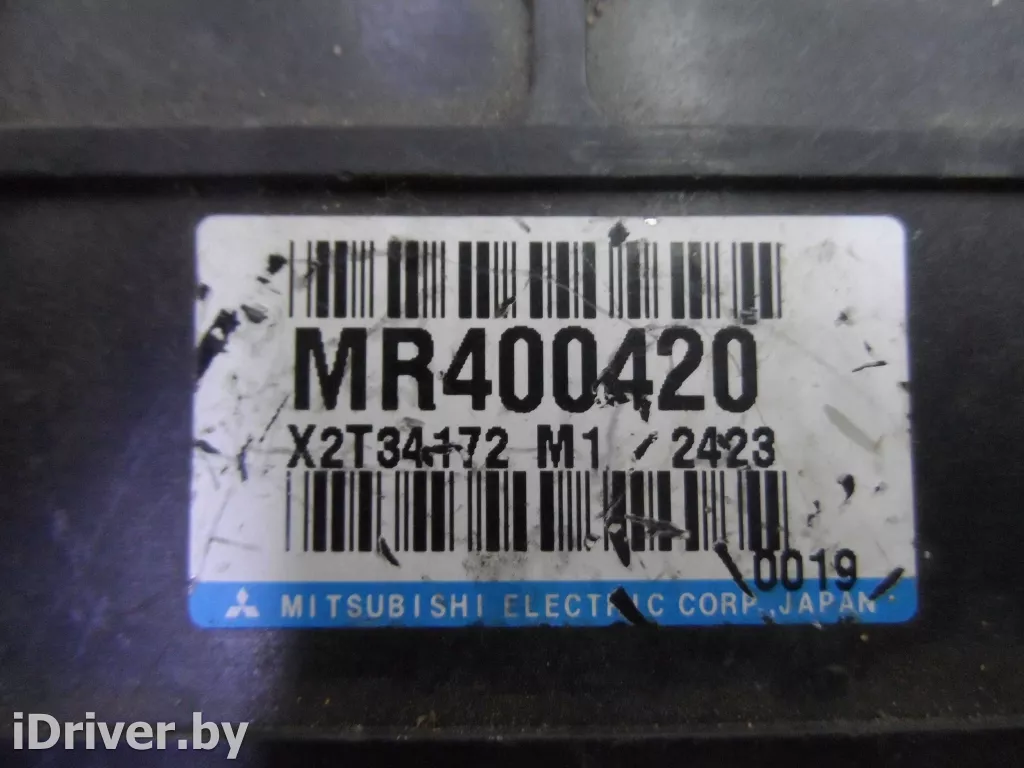 MR400420
X2T34172 M1 2423
0019
MITSUBISHI ELECTRIC CORP. JAPAN
iDriver.by